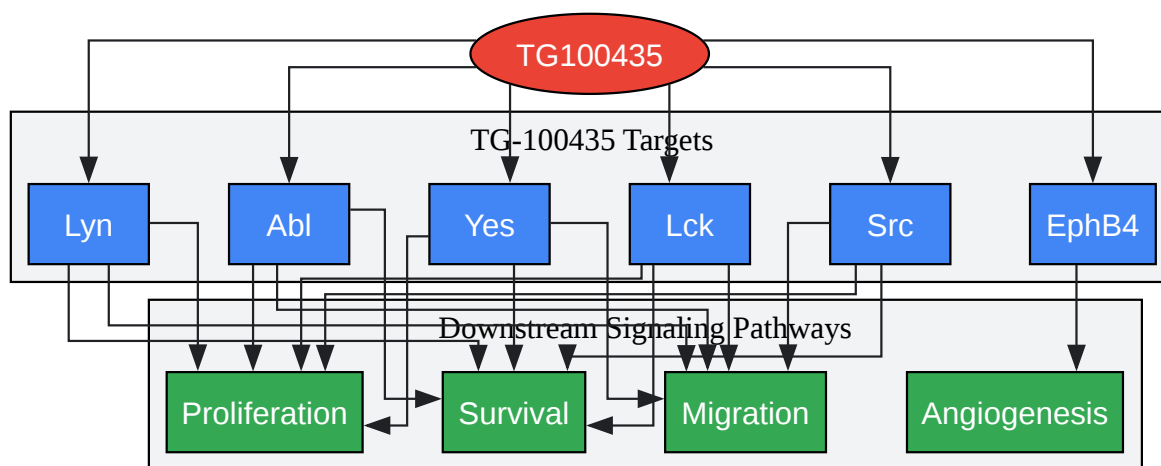 TG100435
TG-100435 Targets
Lyn
Abl
Yes
Lck
Src
EphB4
Downstream Signaling Pathways
Proliferation
Survival
Migration
Angiogenesis